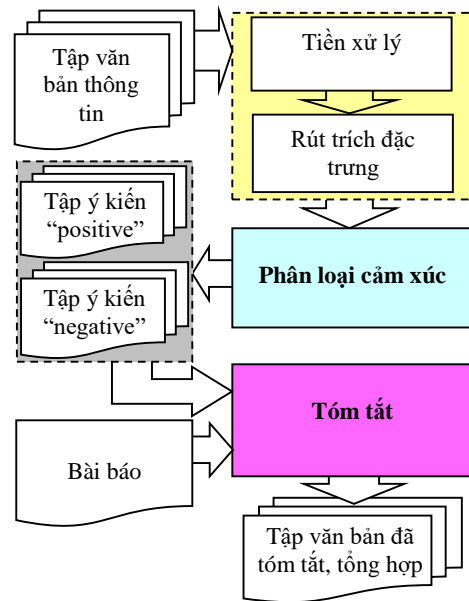 Tập văn
bản thông
tin
Tiền xử lý
Rút trích đặc
trưng
Tập ý kiến
“positive”
Phân loại cảm xúc
Tập ý kiến
“negative”
Tóm tắt
Bài báo
Tập văn bản đã
tóm tắt, tổng hợp